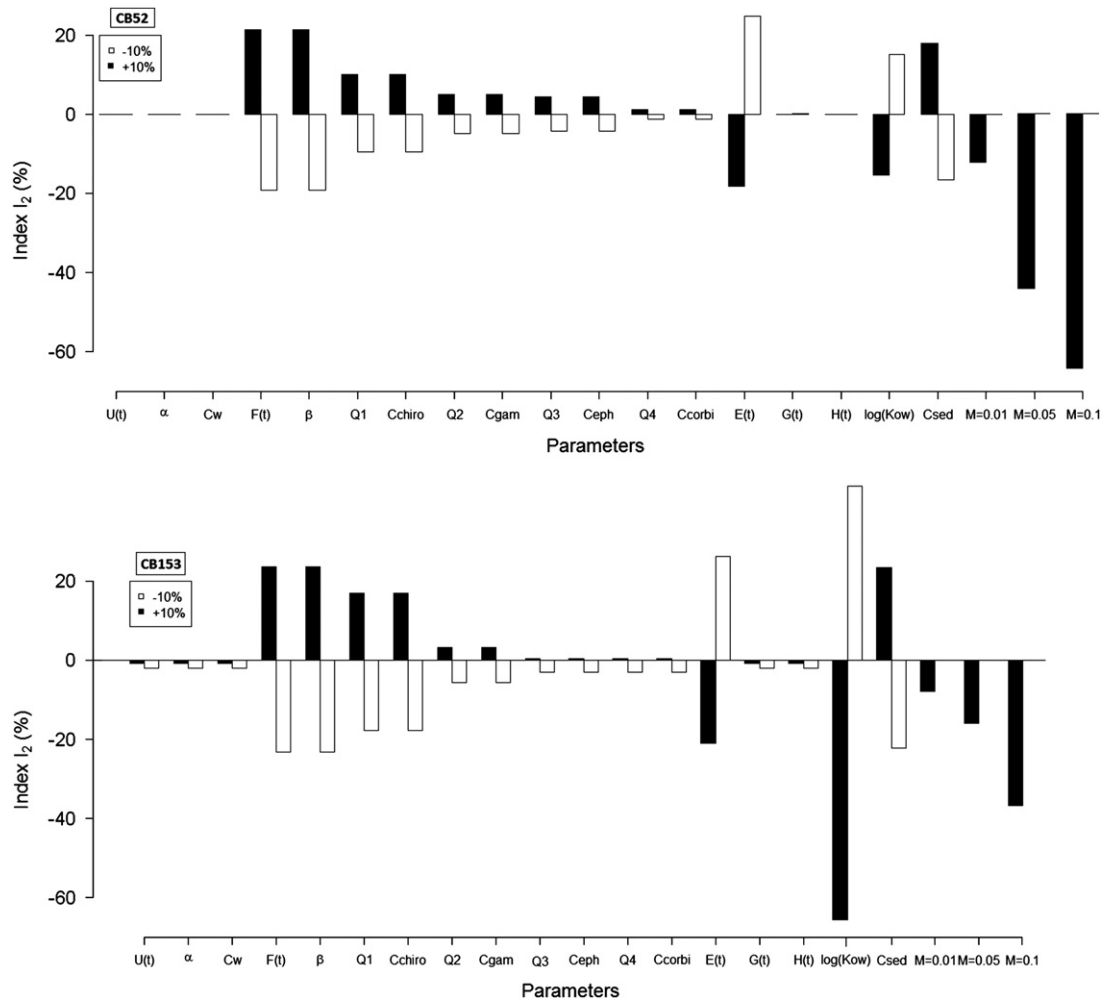 CB52
-10%
+10%
20
0
-20
-40
-60
Index I₂ (%)
U(t) α Cw F(t) β Q1 Cchiro Q2 Cgam Q3 Ceph Q4 Ccorbi E(t) G(t) H(t) log(Kow) Csed M=0.01 M=0.05 M=0.1
Parameters
CB153
-10%
+10%
20
0
-20
-40
-60
Index I₂ (%)
U(t) α Cw F(t) β Q1 Cchiro Q2 Cgam Q3 Ceph Q4 Ccorbi E(t) G(t) H(t) log(Kow) Csed M=0.01 M=0.05 M=0.1
Parameters